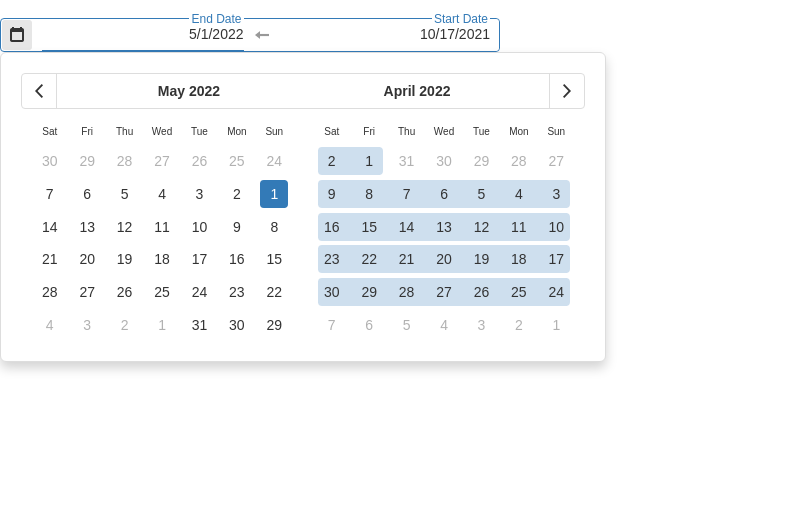 End Date Start Date
5/1/2022 10/17/2021
May 2022 April 2022
Sat Fri Thu Wed Tue Mon Sun Sat Fri Thu Wed Tue Mon Sun
30 29 28 27 26 25 24 2 1 31 30 29 28 27
7 6 5 4 3 2 1 9 8 7 6 5 4 3
14 13 12 11 10 9 8 16 15 14 13 12 11 10
21 20 19 18 17 16 15 23 22 21 20 19 18 17
28 27 26 25 24 23 22 30 29 28 27 26 25 24
4 3 2 1 31 30 29 7 6 5 4 3 2 1